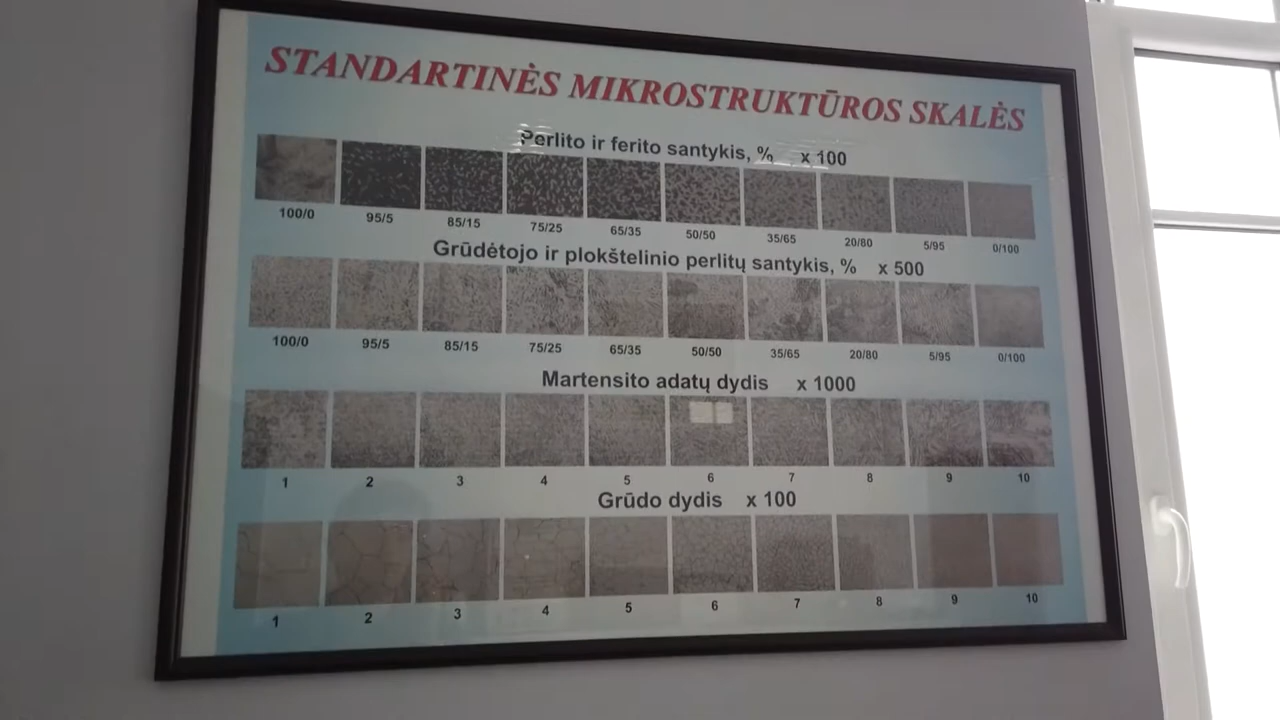 STANDARTINĖS MIKROSTRUKTŪROS SKALĖS
Perlito ir ferito santykis, % x 100
100/0 95/5 85/15 75/25 65/35 50/50 35/65 20/80 5/95 0/100
Grūdėtojo ir plokštelinio perlitų santykis, % x 500
100/0 95/5 85/15 75/25 65/35 50/50 35/65 20/80 5/95 0/100
Martensito adatų dydis x 1000
1 2 3 4 5 6 7 8 9 10
Grūdo dydis x 100
1 2 3 4 5 6 7 8 9 10